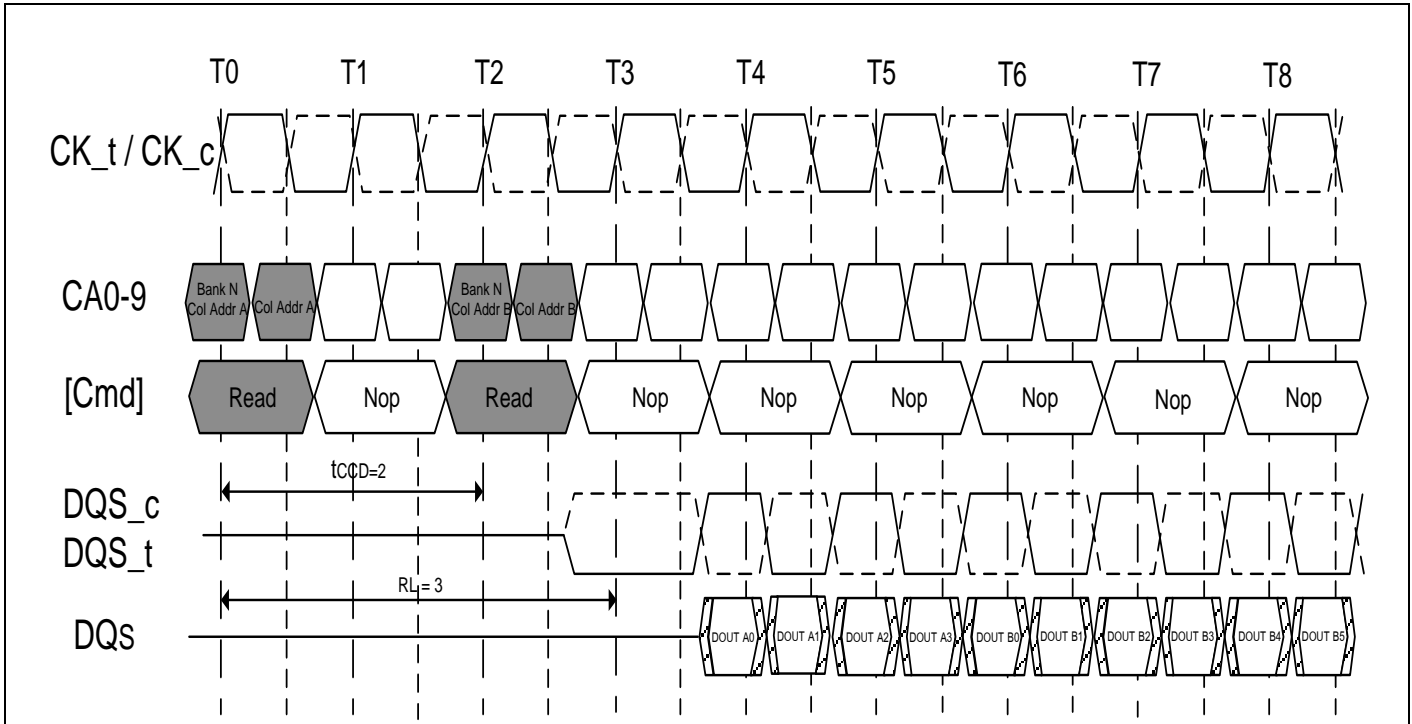 T0 T1 T2 T3 T4 T5 T6 T7 T8
CK_t / CK_c
CA0-9
Bank N
Col Addr A
Col Addr A
Bank N
Col Addr B
Col Addr B
[Cmd]
Read Nop Read Nop Nop Nop Nop Nop Nop
tCCD=2
DQS_c
DQS_t
RL = 3
DQs
DOUT A0 DOUT A1 DOUT A2 DOUT A3 DOUT B0 DOUT B1 DOUT B2 DOUT B3 DOUT B4 DOUT B5